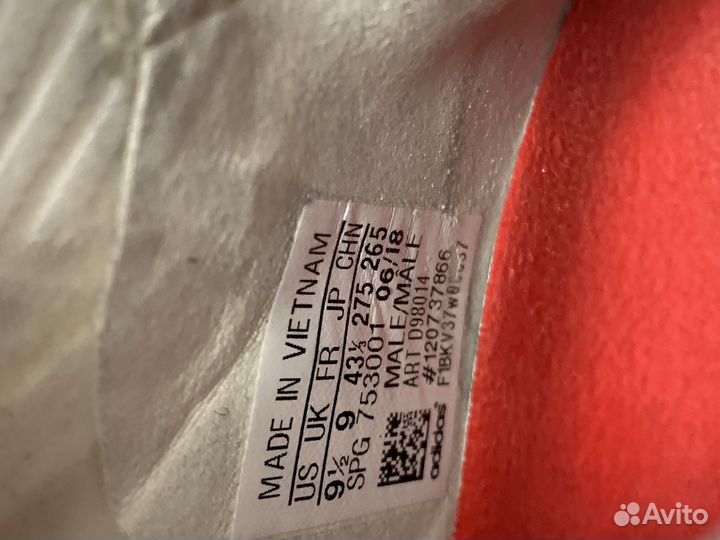 MADE IN VIETNAM
US UK FR JP CHN
9½ 9 43⅓ 275 265
SPG 753001 06/18
MALE/MÂLE
ART D98014
#120737866
adidas
Avito